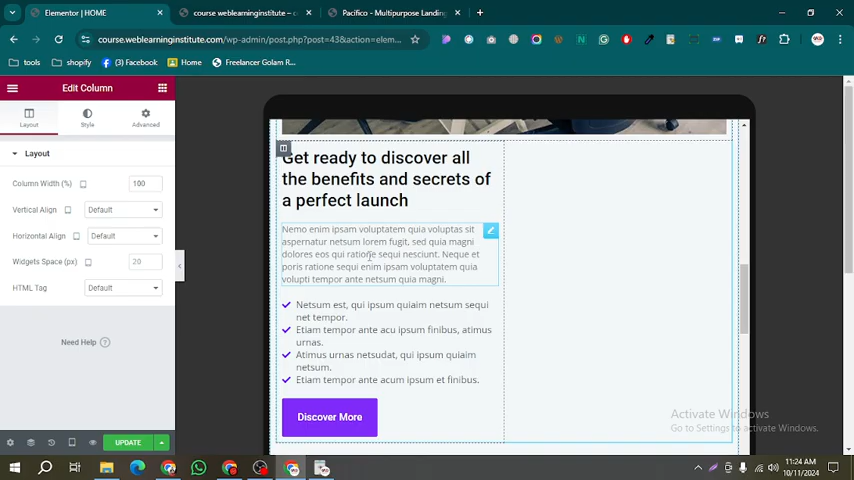 Elementor | HOME
course weblearninginstitute – c
Pacifico - Multipurpose Landing
course.weblearninginstitute.com/wp-admin/post.php?post=43&action=elem...
tools
shopify
(3) Facebook
Home
Freelancer Golam R...
Edit Column
Layout
Style
Advanced
Layout
Column Width (%)
100
Vertical Align
Default
Horizontal Align
Default
Widgets Space (px)
20
HTML Tag
Default
Need Help
UPDATE
Get ready to discover all
the benefits and secrets of
a perfect launch
Nemo enim ipsam voluptatem quia voluptas sit
aspernatur netsum lorem fugit, sed quia magni
dolores eos qui ratione sequi nesciunt. Neque et
poris ratione sequi enim ipsam voluptatem quia
volupti tempor ante netsum quia magni.
Netsum est, qui ipsum quiaim netsum sequi
net tempor.
Etiam tempor ante acu ipsum finibus, atimus
urnas.
Atimus urnas netsudat, qui ipsum quiaim
netsum.
Etiam tempor ante acum ipsum et finibus.
Discover More
Activate Windows
Go to Settings to activate Windows.
11:24 AM
10/11/2024